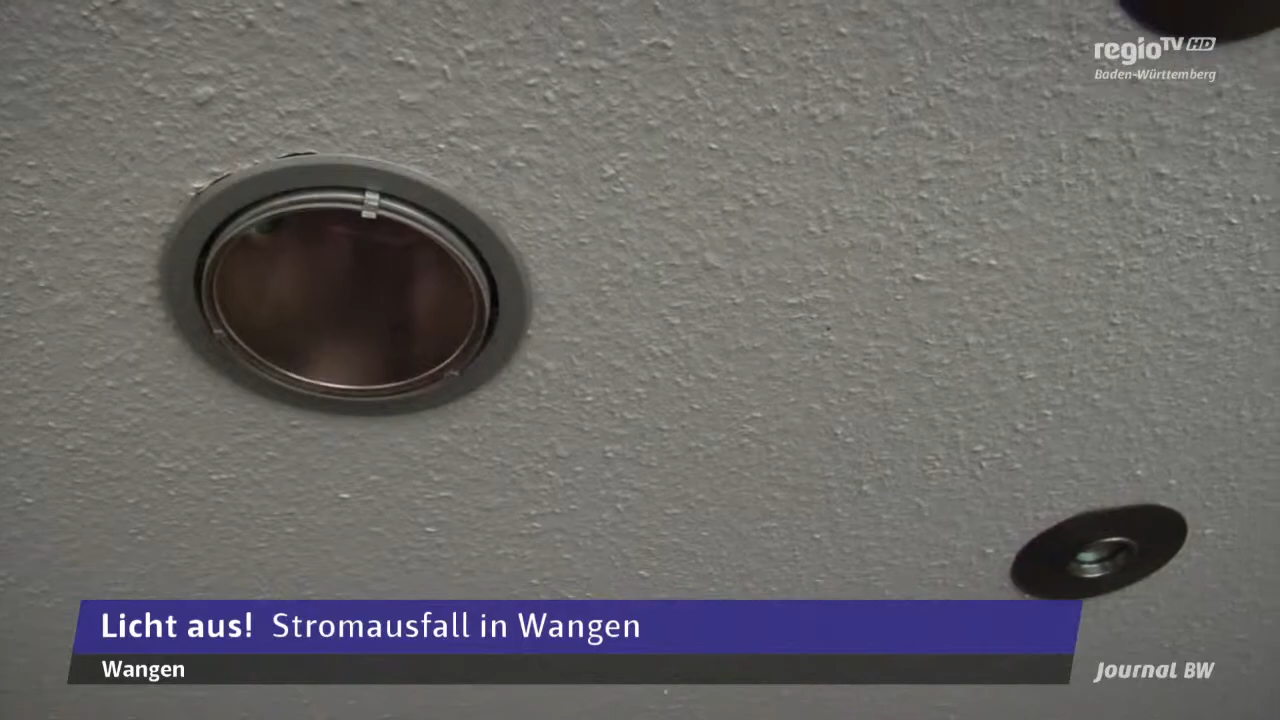 regioTV HD
Baden-Württemberg
Licht aus! Stromausfall in Wangen
Wangen
Journal BW